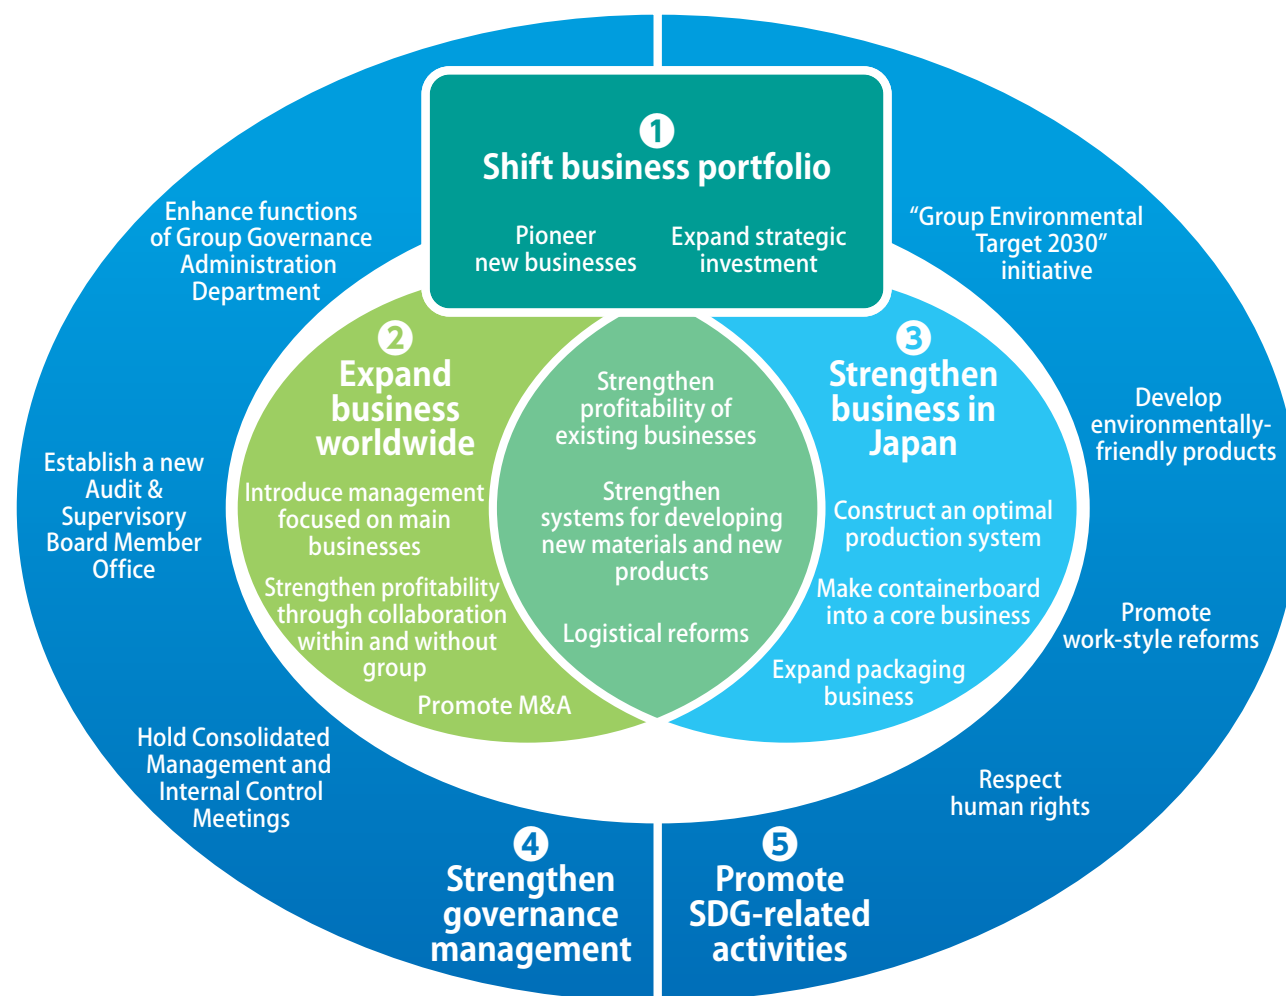 1
Shift business portfolio
Pioneer
new businesses
Expand strategic
investment
2
Expand
business
worldwide
Introduce management
focused on main
businesses
Strengthen profitability
through collaboration
within and without
group
Promote M&A
Strengthen
profitability of
existing businesses
Strengthen
systems for developing
new materials and new
products
Logistical reforms
3
Strengthen
business in
Japan
Construct an optimal
production system
Make containerboard
into a core business
Expand packaging
business
Enhance functions
of Group Governance
Administration
Department
Establish a new
Audit &
Supervisory
Board Member
Office
Hold Consolidated
Management and
Internal Control
Meetings
4
Strengthen
governance
management
“Group Environmental
Target 2030”
initiative
Develop
environmentally-
friendly products
Promote
work-style reforms
Respect
human rights
5
Promote
SDG-related
activities